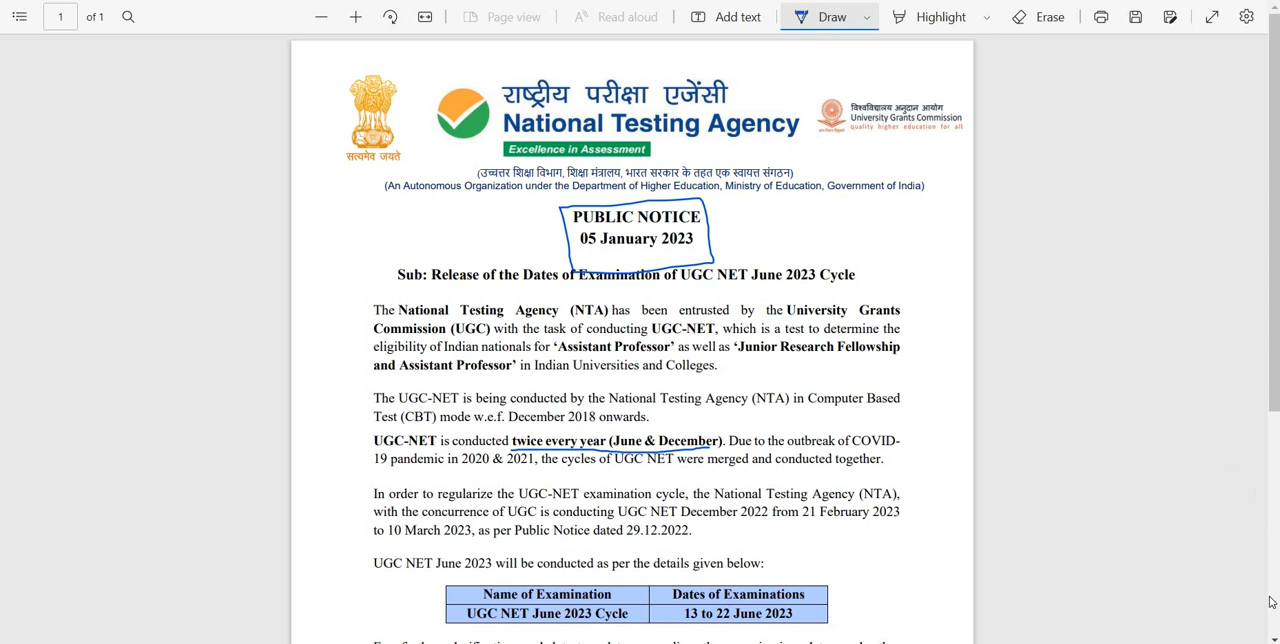 1 of 1 Page view Read aloud Add text Draw Highlight Erase
राष्ट्रीय परीक्षा एजेंसी
National Testing Agency
Excellence in Assessment
सत्यमेव जयते
विश्वविद्यालय अनुदान आयोग
University Grants Commission
quality higher education for all
(उच्चतर शिक्षा विभाग, शिक्षा मंत्रालय, भारत सरकार के तहत एक स्वायत्त संगठन)
(An Autonomous Organization under the Department of Higher Education, Ministry of Education, Government of India)
PUBLIC NOTICE
05 January 2023
Sub: Release of the Dates of Examination of UGC NET June 2023 Cycle
The National Testing Agency (NTA) has been entrusted by the University Grants
Commission (UGC) with the task of conducting UGC-NET, which is a test to determine the
eligibility of Indian nationals for ‘Assistant Professor’ as well as ‘Junior Research Fellowship
and Assistant Professor’ in Indian Universities and Colleges.
The UGC-NET is being conducted by the National Testing Agency (NTA) in Computer Based
Test (CBT) mode w.e.f. December 2018 onwards.
UGC-NET is conducted twice every year (June & December). Due to the outbreak of COVID-
19 pandemic in 2020 & 2021, the cycles of UGC NET were merged and conducted together.
In order to regularize the UGC-NET examination cycle, the National Testing Agency (NTA),
with the concurrence of UGC is conducting UGC NET December 2022 from 21 February 2023
to 10 March 2023, as per Public Notice dated 29.12.2022.
UGC NET June 2023 will be conducted as per the details given below:
Name of Examination Dates of Examinations
UGC NET June 2023 Cycle 13 to 22 June 2023